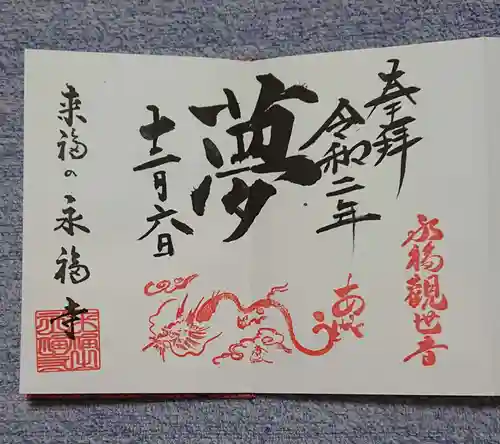 奉拝
永福観世音
令和二年
夢
十二月六日
来福の永福寺